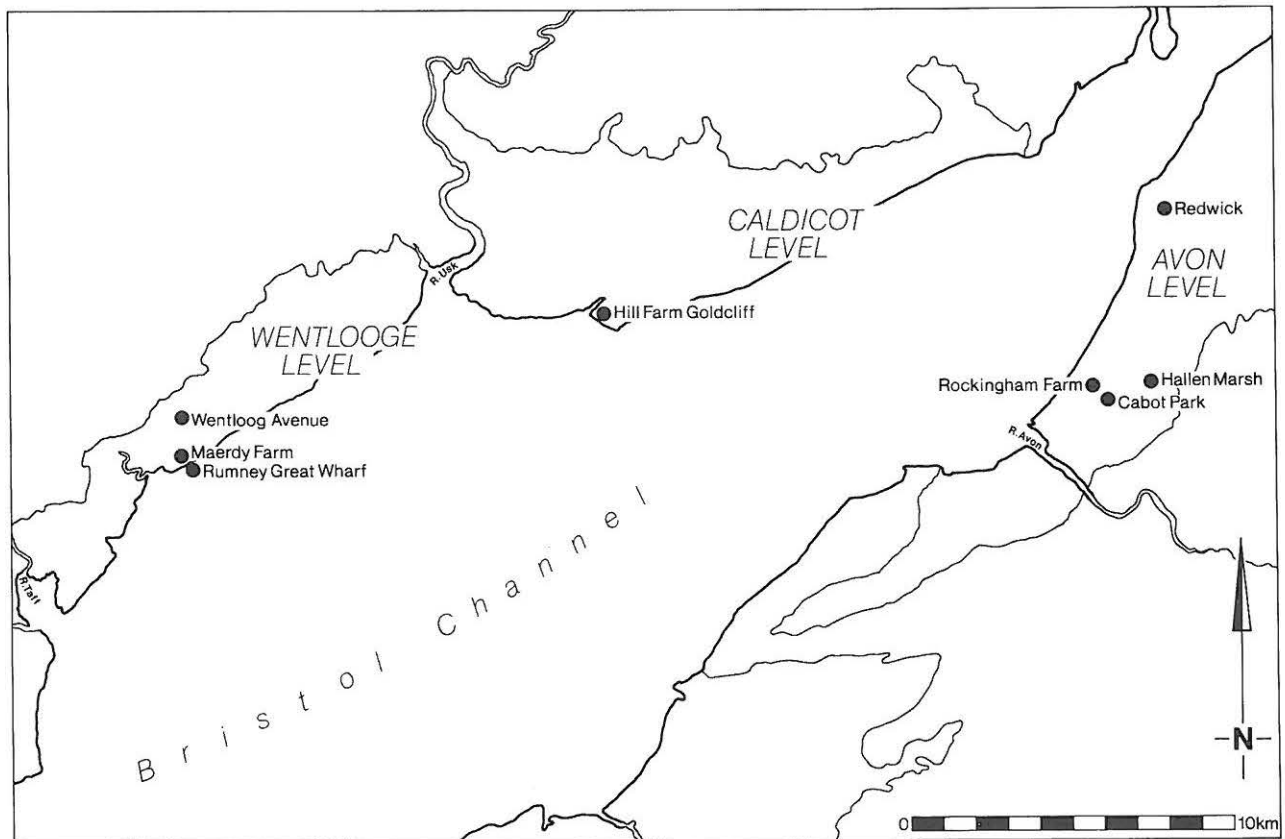 CALDICOT
LEVEL
Redwick
AVON
LEVEL
R. Usk
Hill Farm Goldcliff
WENTLOOGE
LEVEL
Rockingham Farm
Hallen Marsh
Cabot Park
Wentloog Avenue
R. Avon
Maerdy Farm
Rumney Great Wharf
Bristol Channel
R. Taff
N
0 10km